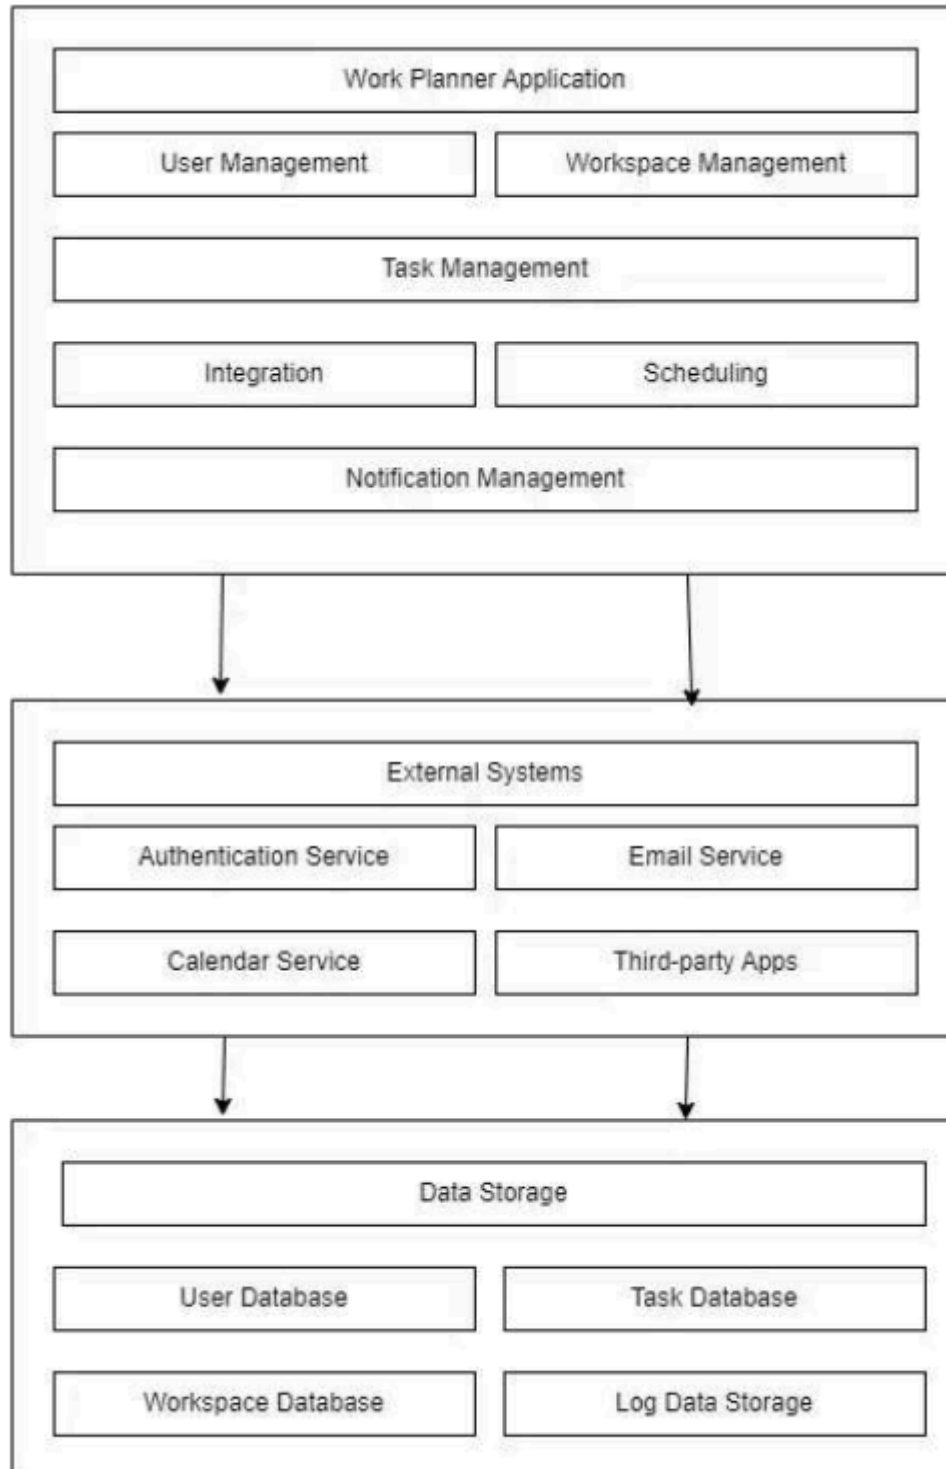 Work Planner Application
User Management
Workspace Management
Task Management
Integration
Scheduling
Notification Management
External Systems
Authentication Service
Email Service
Calendar Service
Third-party Apps
Data Storage
User Database
Task Database
Workspace Database
Log Data Storage